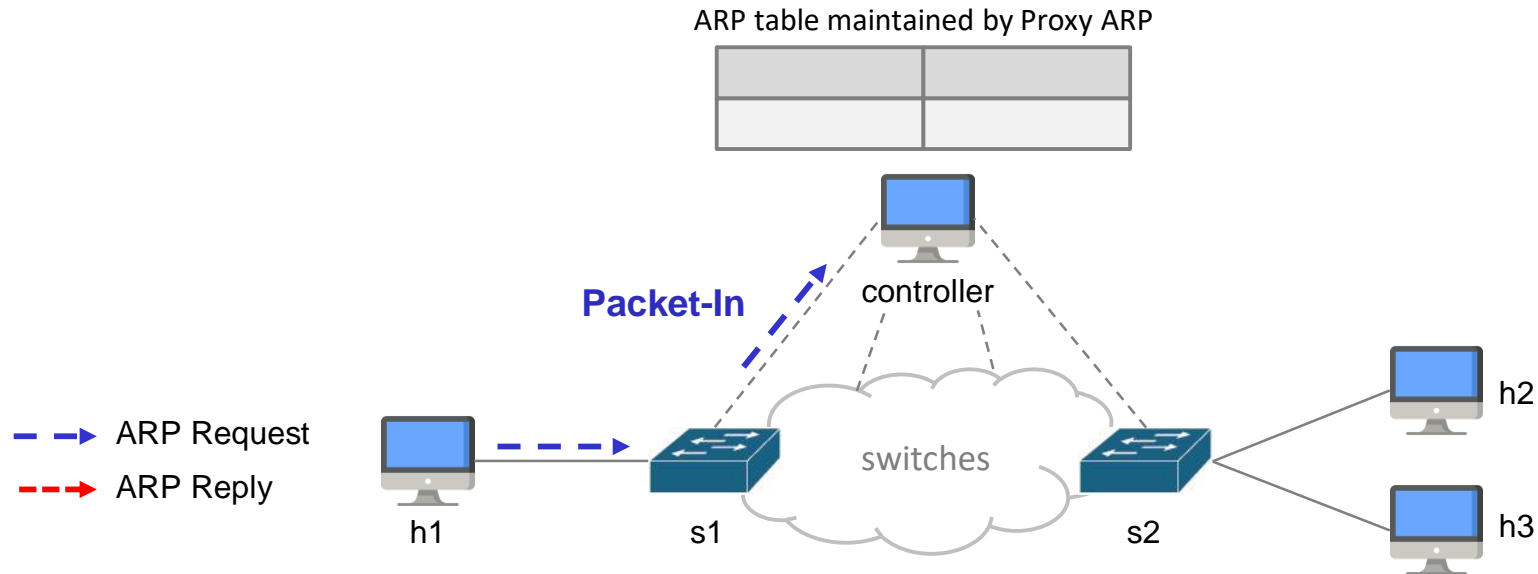 ARP table maintained by Proxy ARP
Packet-In
controller
ARP Request
ARP Reply
switches
h1
s1
s2
h2
h3